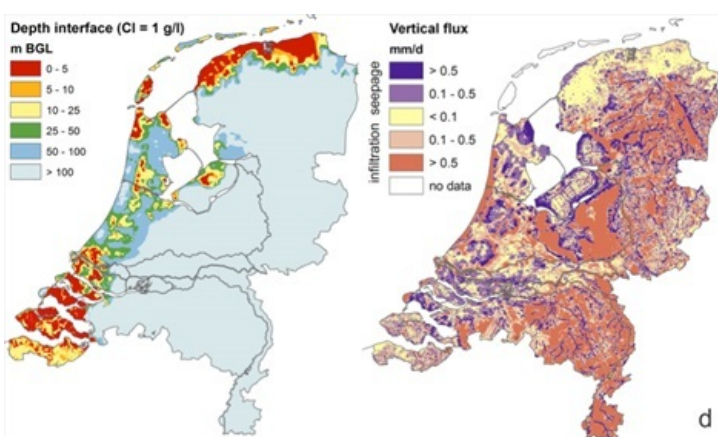 Depth interface (Cl = 1 g/l)
m BGL
0 - 5
5 - 10
10 - 25
25 - 50
50 - 100
> 100
Vertical flux
mm/d
infiltration seepage
> 0.5
0.1 - 0.5
< 0.1
0.1 - 0.5
> 0.5
no data
d